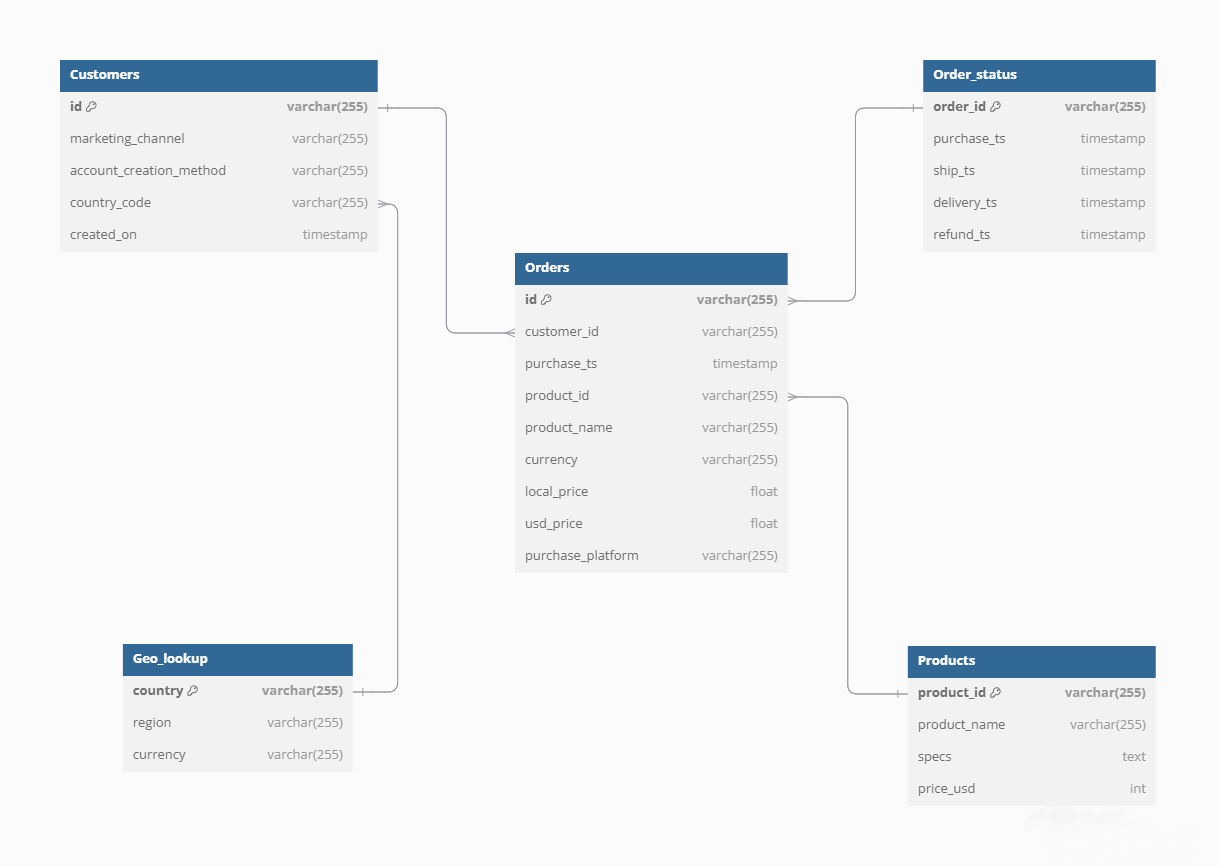 Customers
id varchar(255)
marketing_channel varchar(255)
account_creation_method varchar(255)
country_code varchar(255)
created_on timestamp
Order_status
order_id varchar(255)
purchase_ts timestamp
ship_ts timestamp
delivery_ts timestamp
refund_ts timestamp
Orders
id varchar(255)
customer_id varchar(255)
purchase_ts timestamp
product_id varchar(255)
product_name varchar(255)
currency varchar(255)
local_price float
usd_price float
purchase_platform varchar(255)
Geo_lookup
country varchar(255)
region varchar(255)
currency varchar(255)
Products
product_id varchar(255)
product_name varchar(255)
specs text
price_usd int